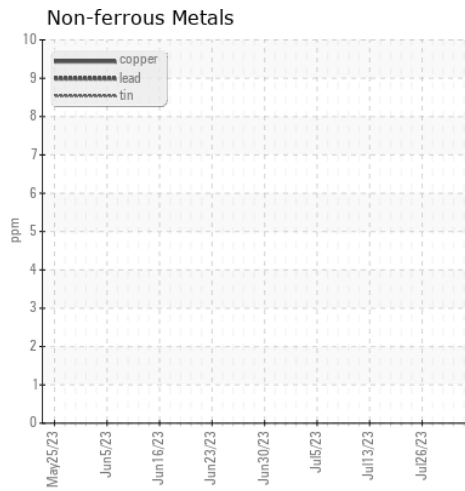 Non-ferrous Metals
10
9
8
7
6
5
4
3
2
1
0
ppm
copper
lead
tin
May25/23
Jun5/23
Jun16/23
Jun23/23
Jun30/23
Jul5/23
Jul13/23
Jul26/23